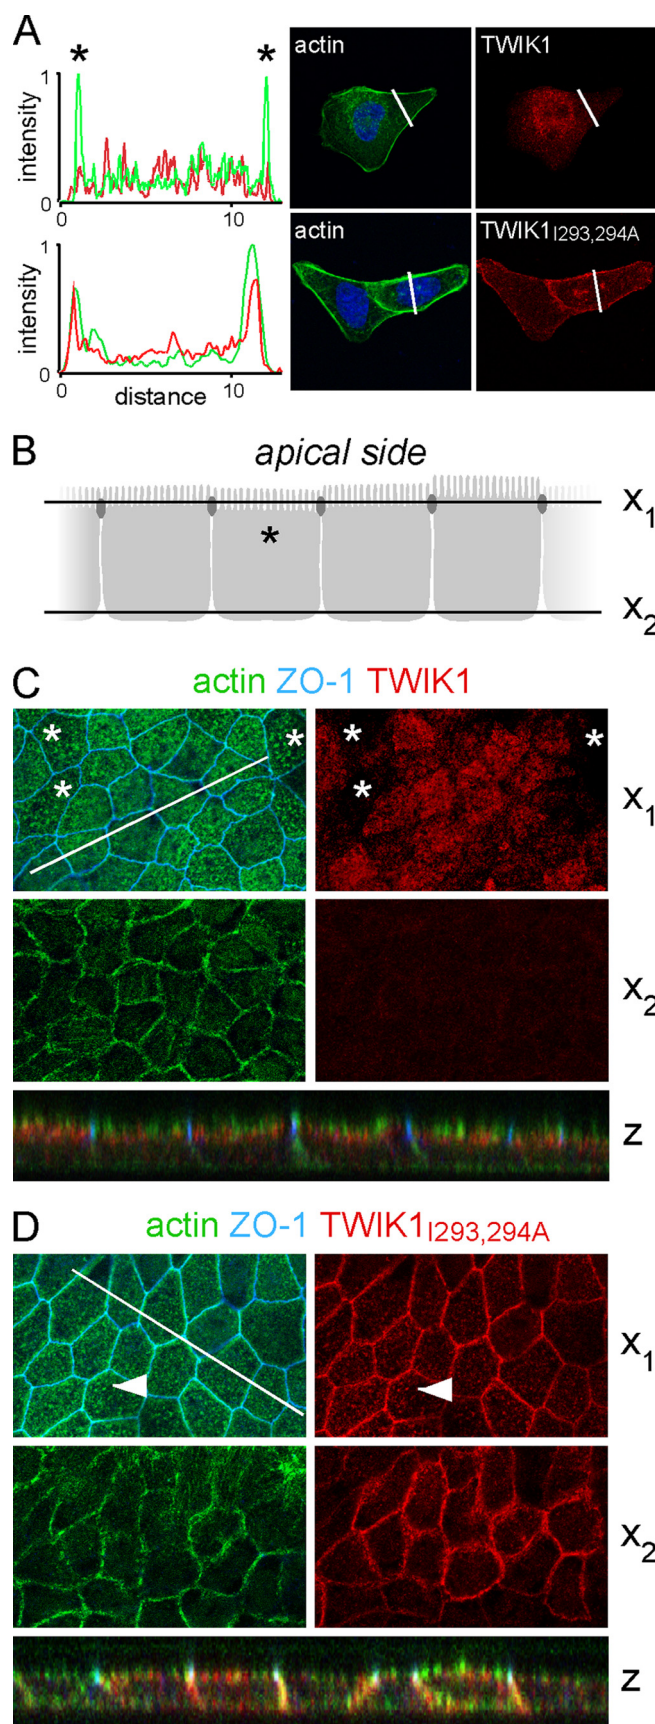 A
* *
actin
TWIK1
1
intensity
0
0
10
actin
TWIK1I293,294A
1
intensity
0
0
10
distance
B
apical side
x1
*
x2
C
actin ZO-1 TWIK1
* * *
* * *
x1
x2
z
D
actin ZO-1 TWIK1I293,294A
x1
x2
z